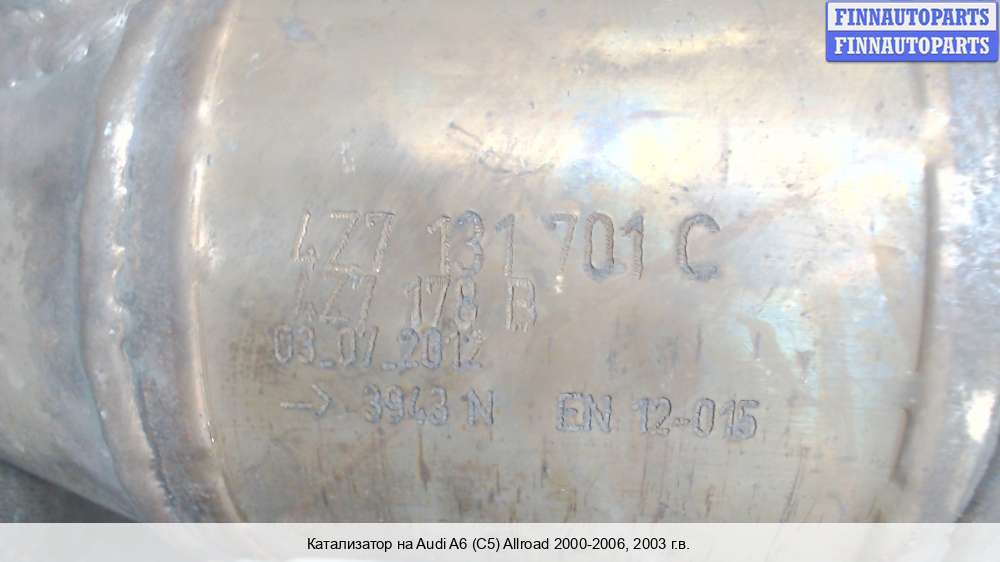 FINNAUTOPARTS
FINNAUTOPARTS
4Z7 131 701 C
4Z7 178 B
03_07_2012
→ 3943 N EN 12-015
Катализатор на Audi A6 (C5) Allroad 2000-2006, 2003 г.в.